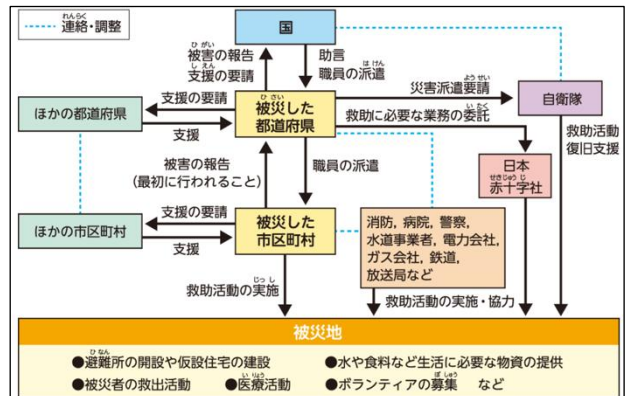 連絡・調整
国
被害の報告
支援の要請
助言
職員の派遣
災害派遣要請
ほかの都道府県
支援の要請
支援
被災した
都道府県
救助に必要な業務の委託
自衛隊
救助活動
復旧支援
被害の報告
(最初に行われること)
職員の派遣
日本
赤十字社
ほかの市区町村
支援の要請
支援
被災した
市区町村
消防，病院，警察，
水道事業者，電力会社，
ガス会社，鉄道，
放送局など
救助活動の実施
救助活動の実施・協力
被災地
●避難所の開設や仮設住宅の建設
●水や食料など生活に必要な物資の提供
●被災者の救出活動 ●医療活動
●ボランティアの募集 など